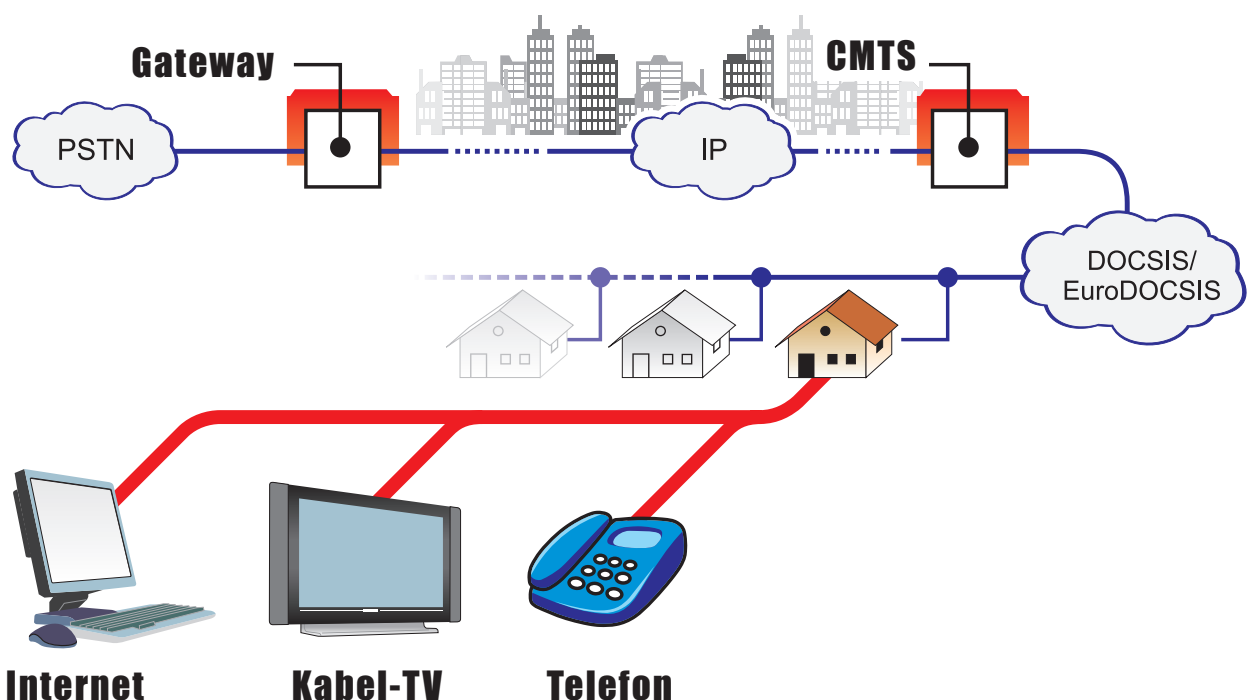 Gateway
CMTS
PSTN
IP
DOCSIS/
EuroDOCSIS
Internet
Kabel-TV
Telefon